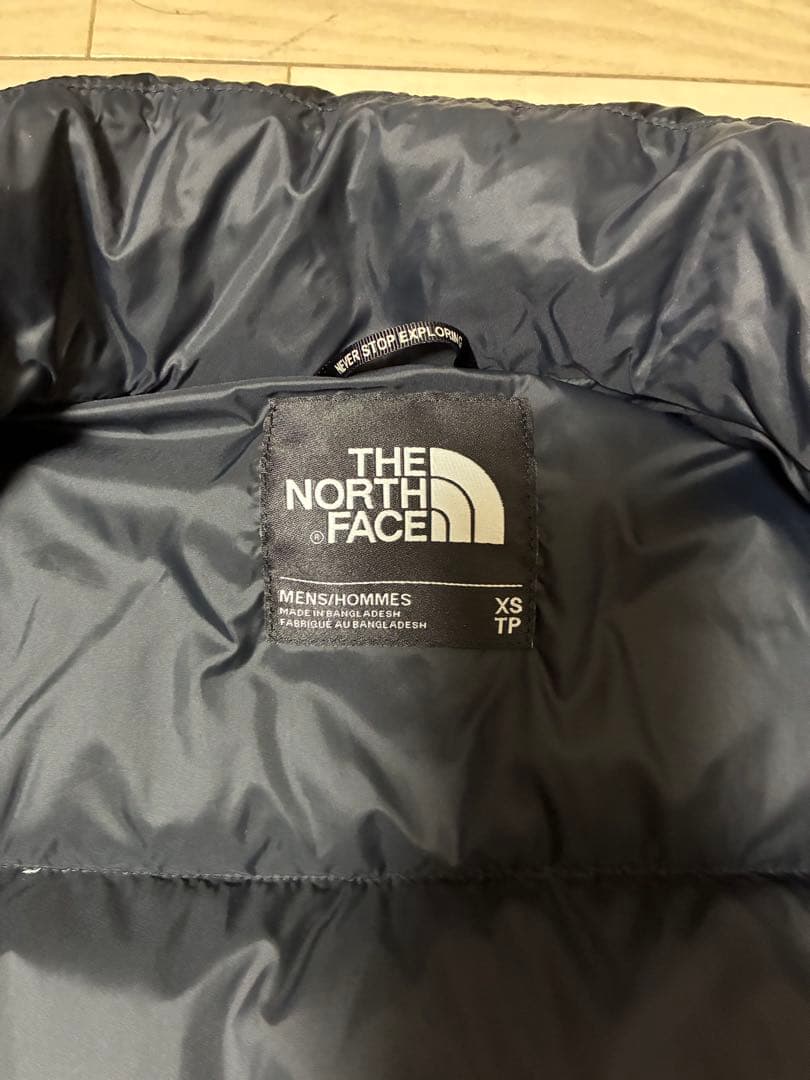 NEVER STOP EXPLORING
THE
NORTH
® FACE
MENS/HOMMES
MADE IN BANGLADESH
FABRIQUÉ AU BANGLADESH
XS
TP